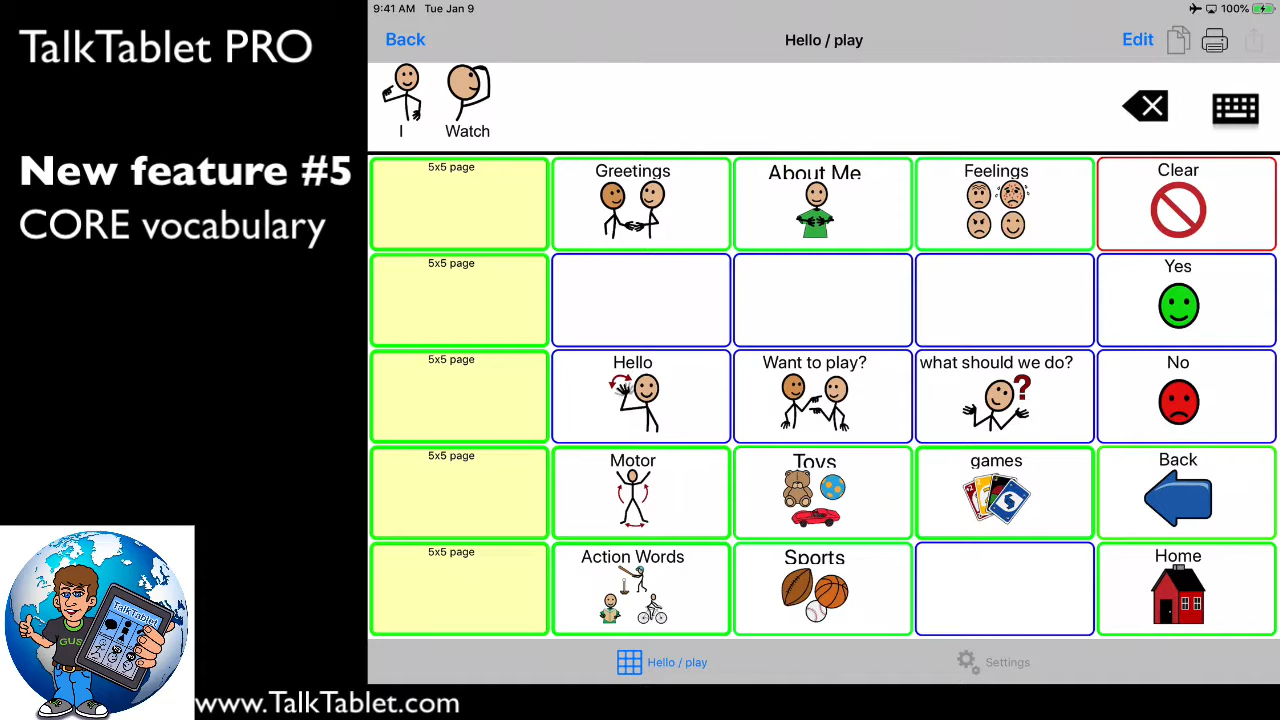 TalkTablet PRO
New feature #5
CORE vocabulary
9:41 AM Tue Jan 9
100%
Back
Hello / play
Edit
I
Watch
5x5 page
Greetings
About Me
Feelings
Clear
5x5 page
Yes
5x5 page
Hello
Want to play?
what should we do?
No
5x5 page
Motor
Toys
games
Back
5x5 page
Action Words
Sports
Home
Hello / play
Settings
TalkTablet
GUS
www.TalkTablet.com